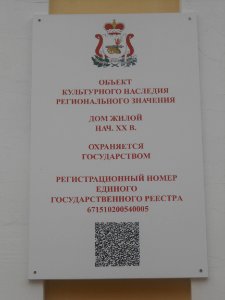 ОБЪЕКТ
КУЛЬТУРНОГО НАСЛЕДИЯ
РЕГИОНАЛЬНОГО ЗНАЧЕНИЯ
ДОМ ЖИЛОЙ
НАЧ. XX В.
ОХРАНЯЕТСЯ
ГОСУДАРСТВОМ
РЕГИСТРАЦИОННЫЙ НОМЕР
ЕДИНОГО
ГОСУДАРСТВЕННОГО РЕЕСТРА
671510200540005